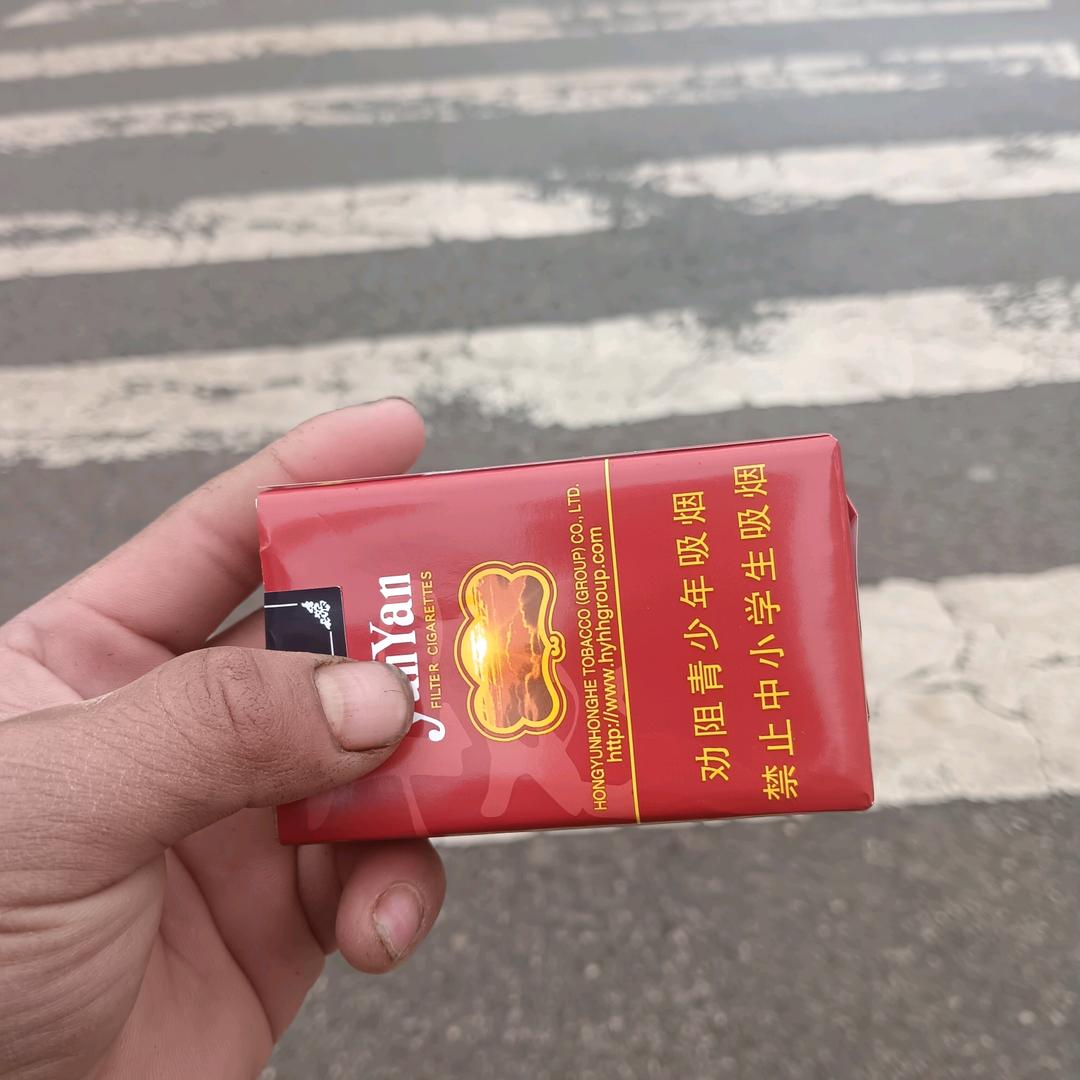 YunYan
FILTER CIGARETTES
HONGYUNHONGHE TOBACCO (GROUP) CO., LTD.
http://www.hyhhgroup.com
劝阻青少年吸烟
禁止中小学生吸烟